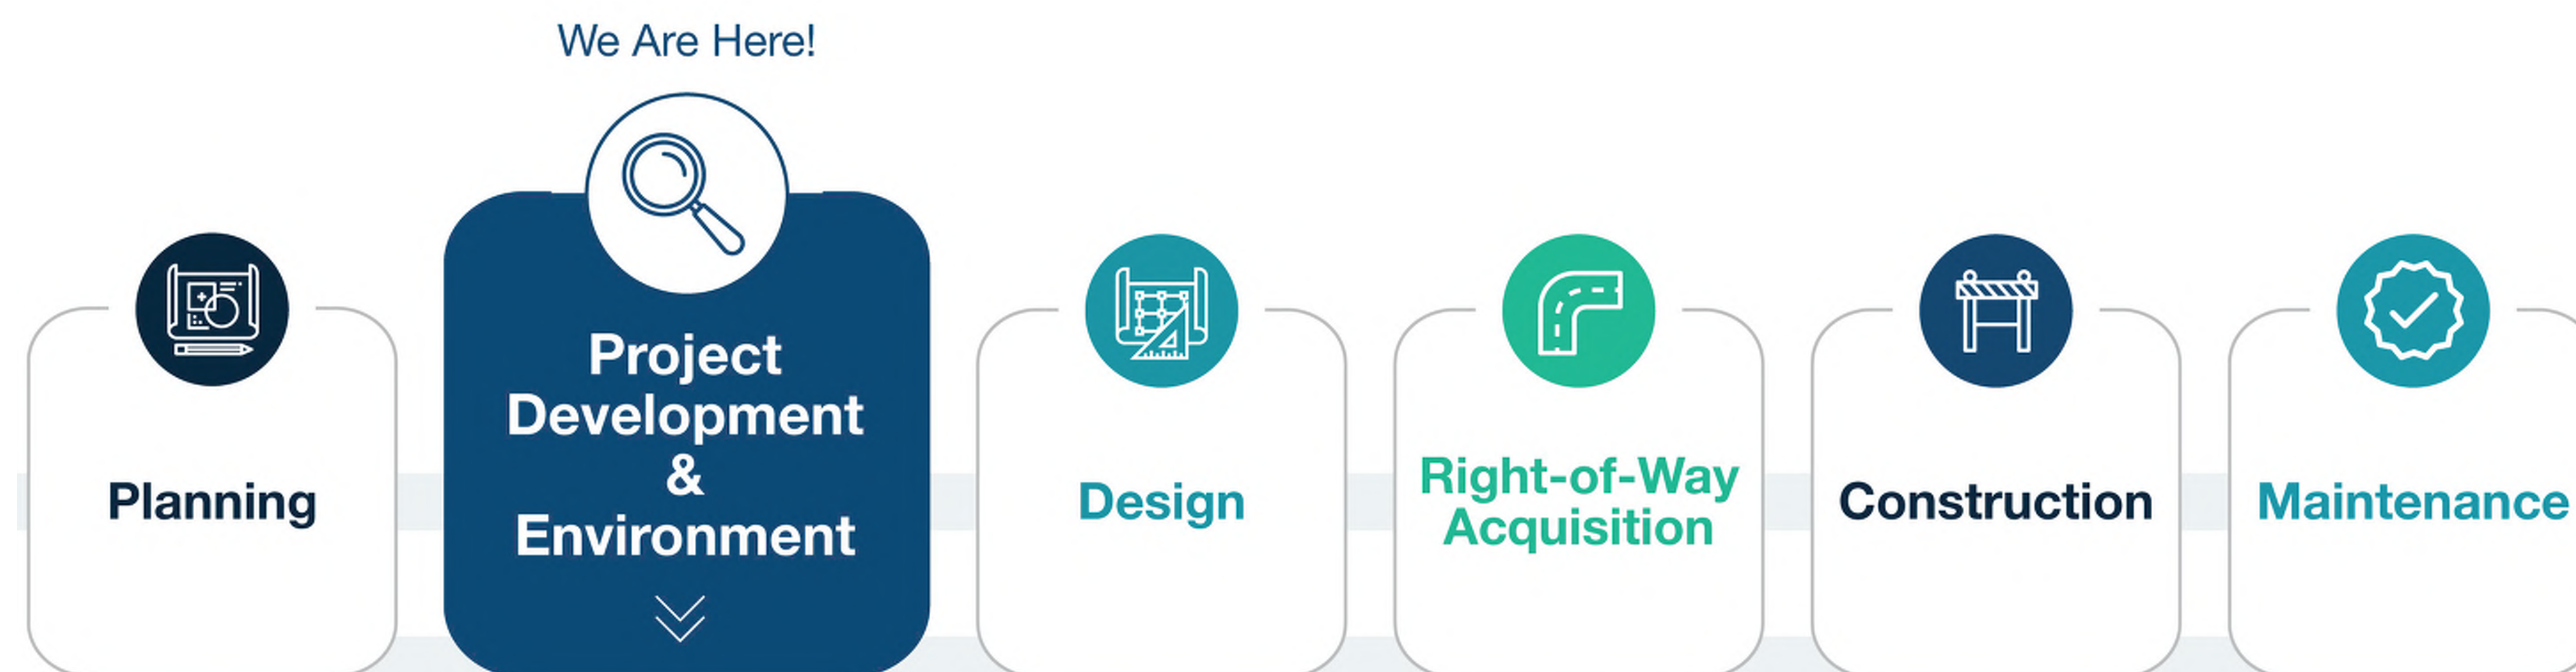 We Are Here!
Planning
Project
Development
&
Environment
Design
Right-of-Way
Acquisition
Construction
Maintenance